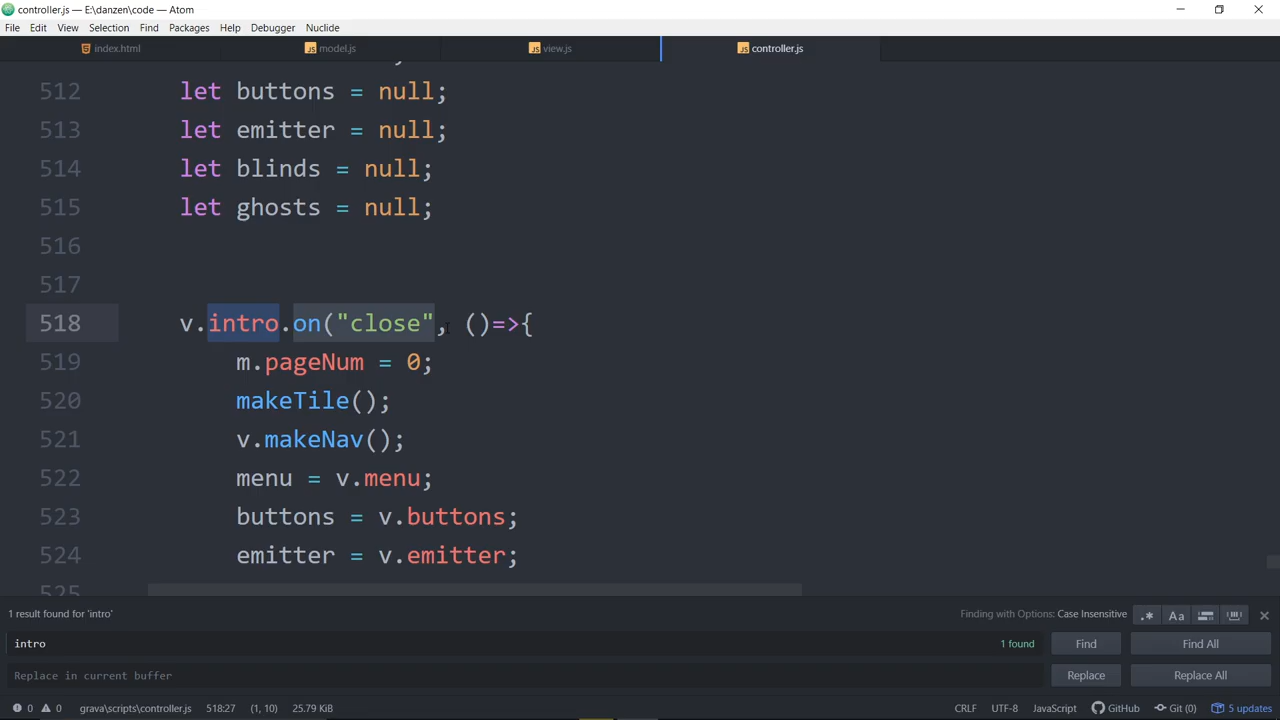 controller.js — E:\danzen\code — Atom
File Edit View Selection Find Packages Help Debugger Nuclide
index.html model.js view.js controller.js
512 let buttons = null;
513 let emitter = null;
514 let blinds = null;
515 let ghosts = null;
516
517
518 v.intro.on("close", ()=>{
519 m.pageNum = 0;
520 makeTile();
521 v.makeNav();
522 menu = v.menu;
523 buttons = v.buttons;
524 emitter = v.emitter;
525
1 result found for 'intro' Finding with Options: Case Insensitive .* Aa
intro 1 found Find Find All
Replace in current buffer Replace Replace All
0 0 grava\scripts\controller.js 518:27 (1, 10) 25.79 KiB CRLF UTF-8 JavaScript GitHub Git (0) 5 updates